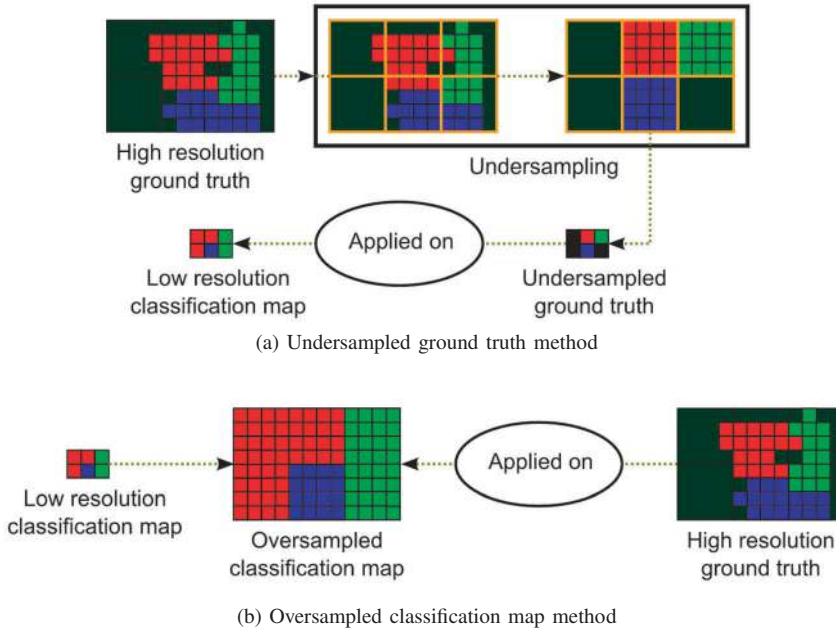 High resolution
ground truth
Undersampling
Applied on
Low resolution
classification map
Undersampled
ground truth
(a) Undersampled ground truth method
Low resolution
classification map
Oversampled
classification map
Applied on
High resolution
ground truth
(b) Oversampled classification map method